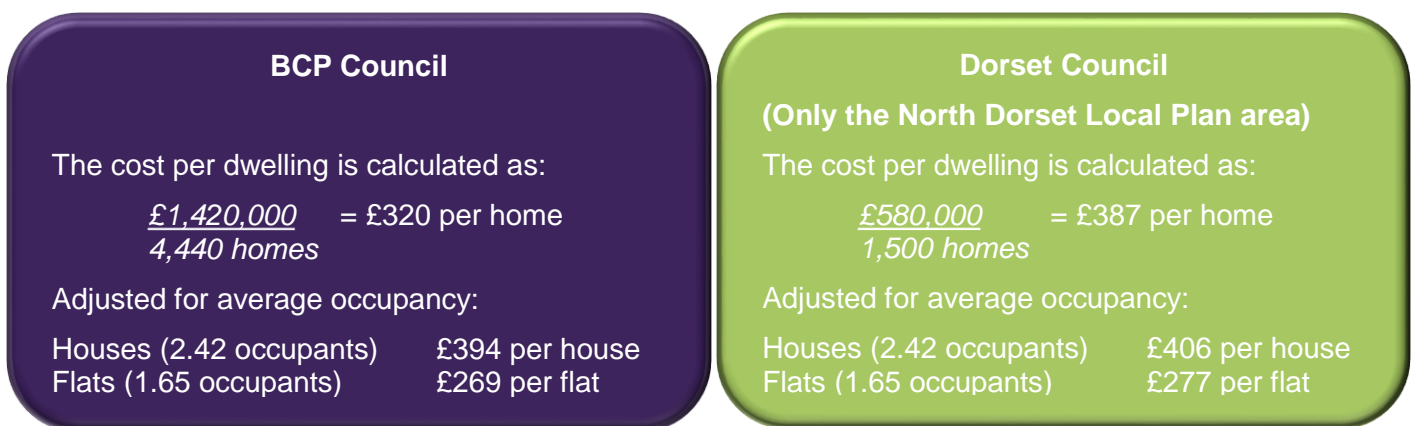 BCP Council
The cost per dwelling is calculated as:
£1,420,000 = £320 per home
4,440 homes
Adjusted for average occupancy:
Houses (2.42 occupants) £394 per house
Flats (1.65 occupants) £269 per flat
Dorset Council
(Only the North Dorset Local Plan area)
The cost per dwelling is calculated as:
£580,000 = £387 per home
1,500 homes
Adjusted for average occupancy:
Houses (2.42 occupants) £406 per house
Flats (1.65 occupants) £277 per flat